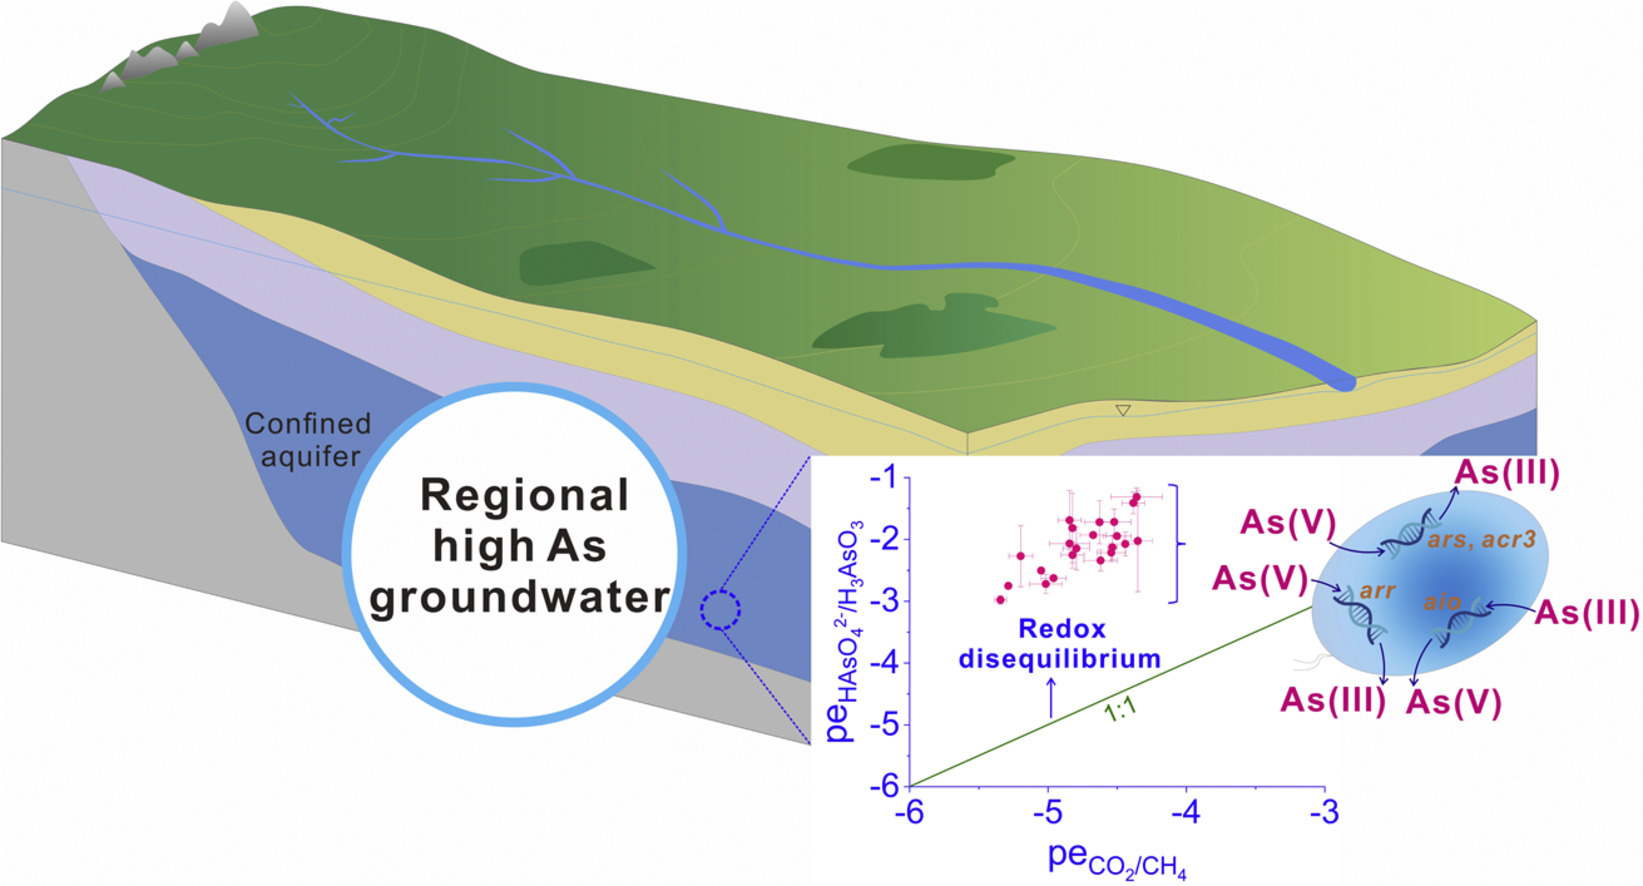 Confined
aquifer
Regional
high As
groundwater
-1
-2
-3
-4
-5
-6
pe HAsO₄²⁻/H₃AsO₃
Redox
disequilibrium
1:1
-6
-5
-4
-3
pe CO₂/CH₄
As(III)
As(V)
ars, acr3
As(V)
arr
aio
As(III)
As(III)
As(V)